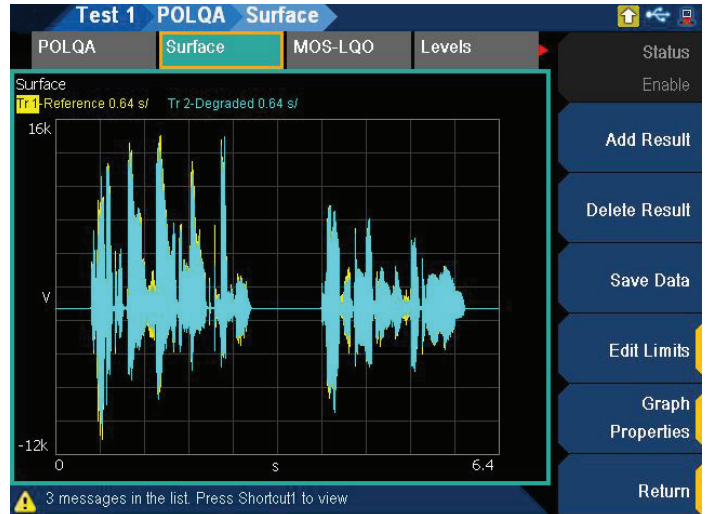 Test 1 POLQA Surface
POLQA Surface MOS-LQO Levels
Surface
Tr 1-Reference 0.64 s/ Tr 2-Degraded 0.64 s/
16k
V
-12k
0 s 6.4
3 messages in the list. Press Shortcut1 to view
Status
Enable
Add Result
Delete Result
Save Data
Edit Limits
Graph
Properties
Return